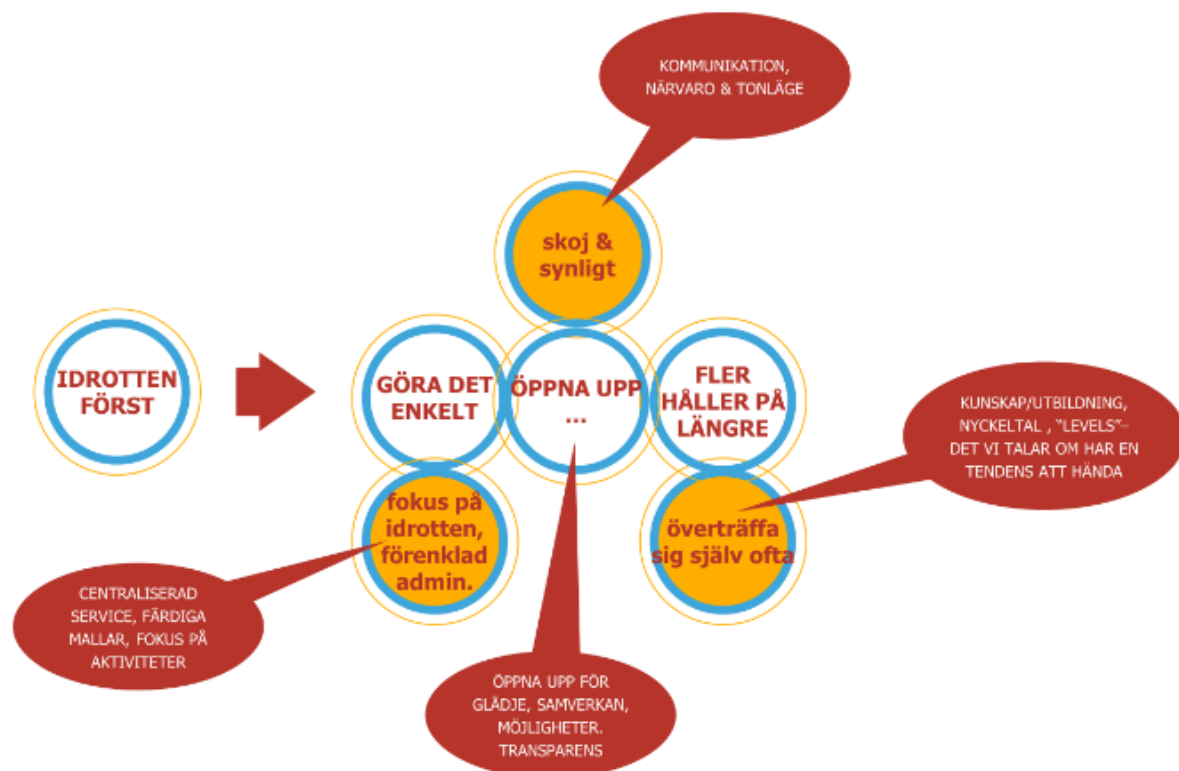 KOMMUNIKATION,
NÄRVARO & TONLÄGE
skoj &
synligt
IDROTTEN
FÖRST
GÖRA DET
ENKELT
ÖPPNA UPP
...
FLER
HÅLLER PÅ
LÄNGRE
KUNSKAP/UTBILDNING,
NYCKELTAL , "LEVELS"–
DET VI TALAR OM HAR EN
TENDENS ATT HÄNDA
fokus på
idrotten,
förenklad
admin.
överträffa
sig själv ofta
CENTRALISERAD
SERVICE, FÄRDIGA
MALLAR, FOKUS PÅ
AKTIVITETER
ÖPPNA UPP FÖR
GLÄDJE, SAMVERKAN,
MÖJLIGHETER.
TRANSPARENS